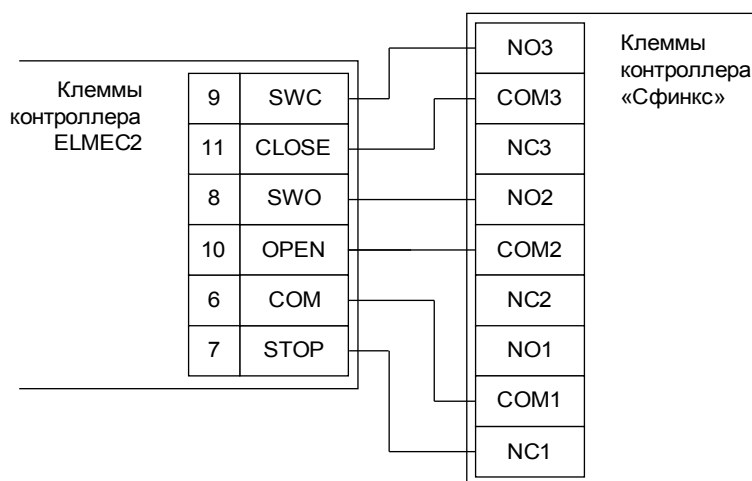 Клеммы
контроллера
ELMEC2
9 SWC
11 CLOSE
8 SWO
10 OPEN
6 COM
7 STOP
NO3
COM3
NC3
NO2
COM2
NC2
NO1
COM1
NC1
Клеммы
контроллера
«Сфинкс»